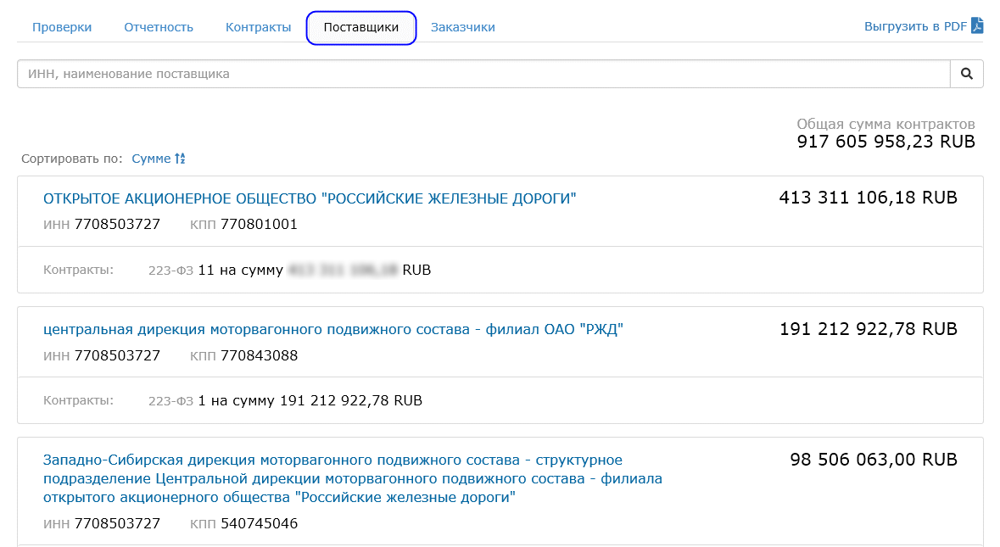 Проверки Отчетность Контракты Поставщики Заказчики Выгрузить в PDF
ИНН, наименование поставщика
Общая сумма контрактов
917 605 958,23 RUB
Сортировать по: Сумме
ОТКРЫТОЕ АКЦИОНЕРНОЕ ОБЩЕСТВО "РОССИЙСКИЕ ЖЕЛЕЗНЫЕ ДОРОГИ" 413 311 106,18 RUB
ИНН 7708503727 КПП 770801001
Контракты: 223-ФЗ 11 на сумму RUB
центральная дирекция моторвагонного подвижного состава - филиал ОАО "РЖД" 191 212 922,78 RUB
ИНН 7708503727 КПП 770843088
Контракты: 223-ФЗ 1 на сумму 191 212 922,78 RUB
Западно-Сибирская дирекция моторвагонного подвижного состава - структурное 98 506 063,00 RUB
подразделение Центральной дирекции моторвагонного подвижного состава - филиала
открытого акционерного общества "Российские железные дороги"
ИНН 7708503727 КПП 540745046